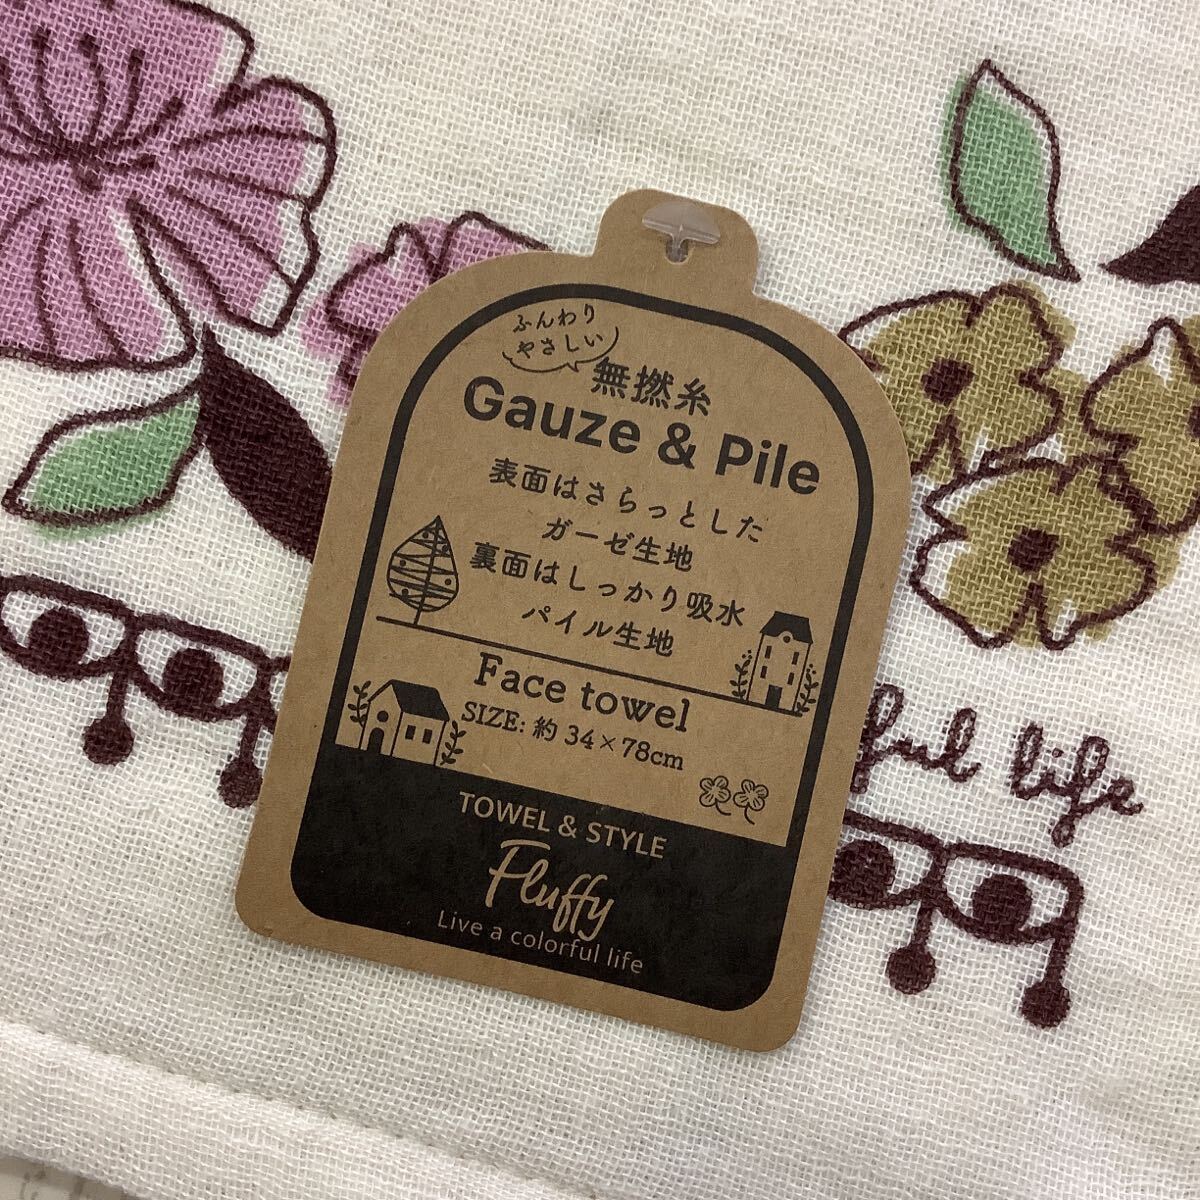 ふんわり
やさしい
無撚糸
Gauze & Pile
表面はさらっとした
ガーゼ生地
裏面はしっかり吸水
パイル生地
Face towel
SIZE: 約 34×78cm
TOWEL & STYLE
Fluffy
Live a colorful life
ful life